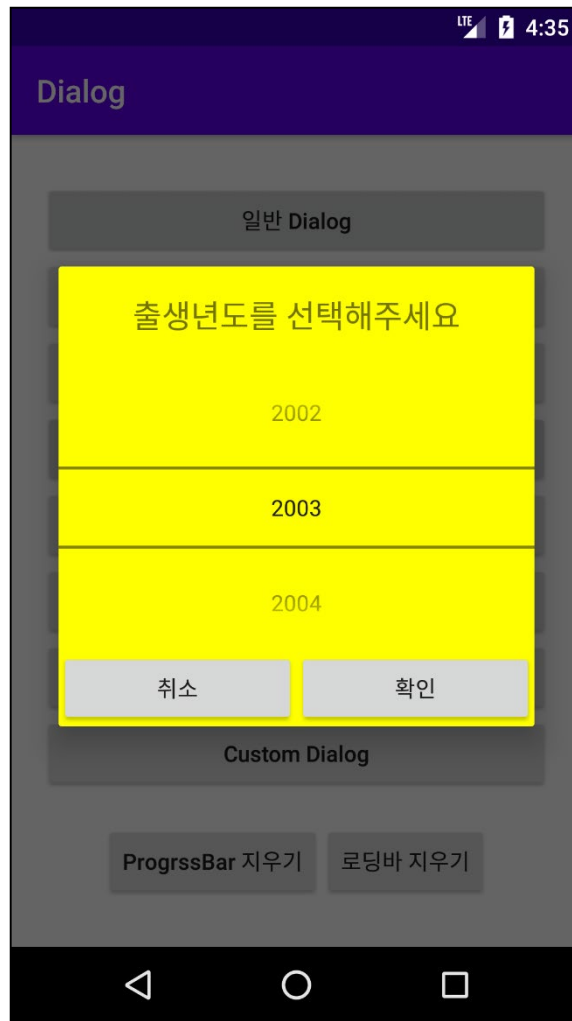 LTE 4:35
Dialog
일반 Dialog
출생년도를 선택해주세요
2002
2003
2004
취소 확인
Custom Dialog
ProgrssBar 지우기 로딩바 지우기